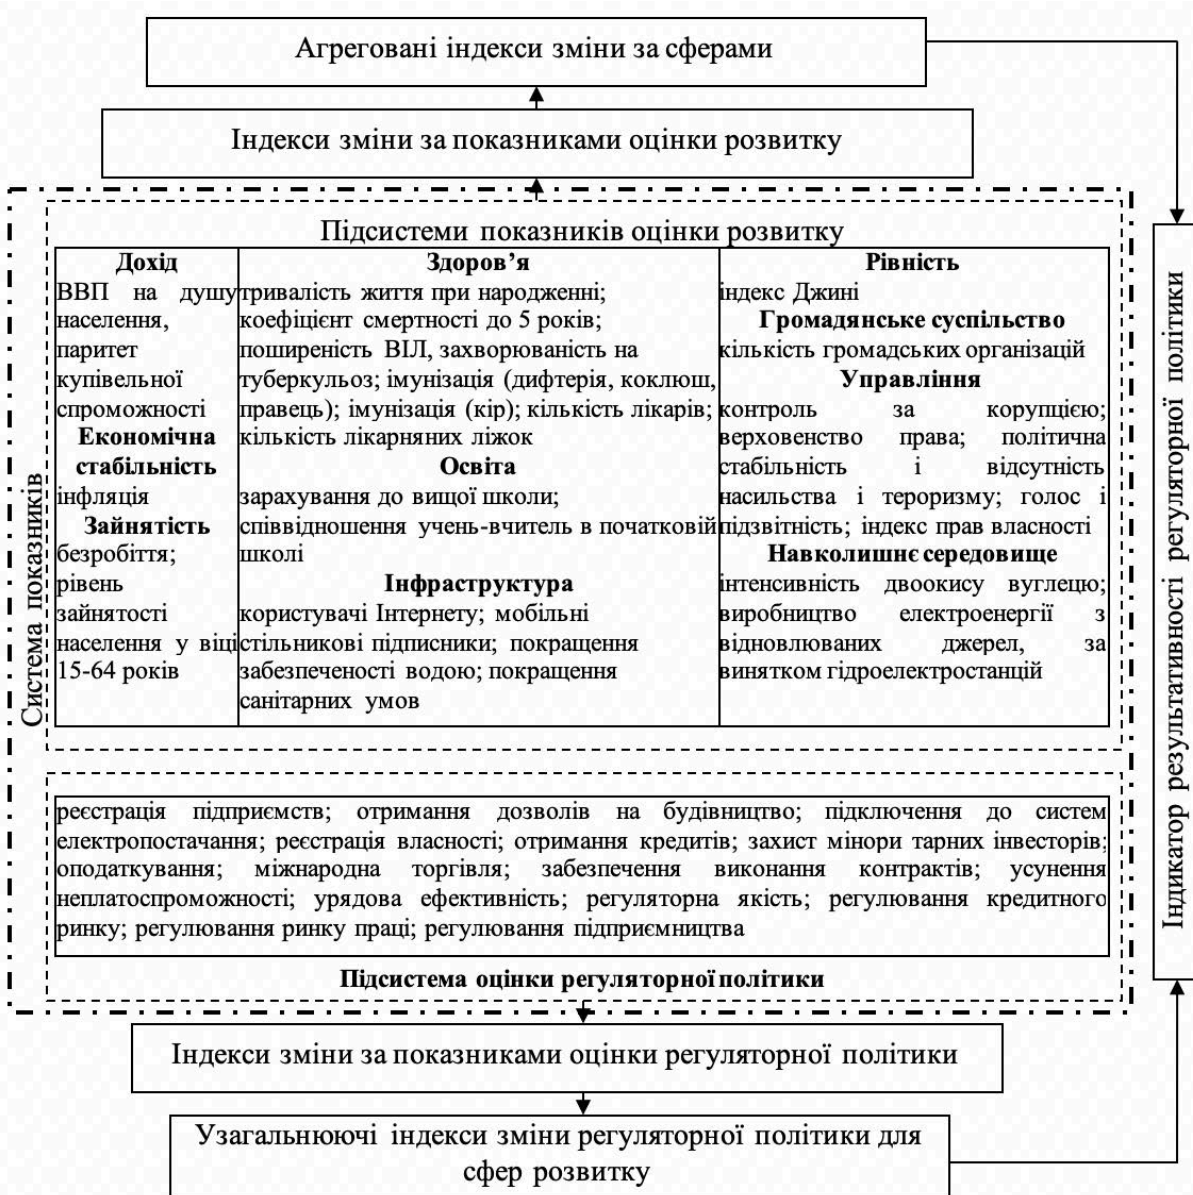 Агреговані індекси зміни за сферами
Індекси зміни за показниками оцінки розвитку
Система показників
Підсистеми показників оцінки розвитку
Дохід
ВВП на душу
населення,
паритет
купівельної
спроможності
Економічна
стабільність
інфляція
Зайнятість
безробіття;
рівень
зайнятості
населення у віці
15-64 років
Здоров’я
тривалість життя при народженні;
коефіцієнт смертності до 5 років;
поширеність ВІЛ, захворюваність на
туберкульоз; імунізація (дифтерія, коклюш,
правець); імунізація (кір); кількість лікарів;
кількість лікарняних ліжок
Освіта
зарахування до вищої школи;
співвідношення учень-вчитель в початковій
школі
Інфраструктура
користувачі Інтернету; мобільні
стільникові підписники; покращення
забезпеченості водою; покращення
санітарних умов
Рівність
індекс Джині
Громадянське суспільство
кількість громадських організацій
Управління
контроль за корупцією;
верховенство права; політична
стабільність і відсутність
насильства і тероризму; голос і
підзвітність; індекс прав власності
Навколишнє середовище
інтенсивність двоокису вуглецю;
виробництво електроенергії з
відновлюваних джерел, за
винятком гідроелектростанцій
реєстрація підприємств; отримання дозволів на будівництво; підключення до систем
електропостачання; реєстрація власності; отримання кредитів; захист мінори тарних інвесторів;
оподаткування; міжнародна торгівля; забезпечення виконання контрактів; усунення
неплатоспроможності; урядова ефективність; регуляторна якість; регулювання кредитного
ринку; регулювання ринку праці; регулювання підприємництва
Підсистема оцінки регуляторної політики
Індекси зміни за показниками оцінки регуляторної політики
Узагальнюючі індекси зміни регуляторної політики для
сфер розвитку
Індикатор результативності регуляторної політики